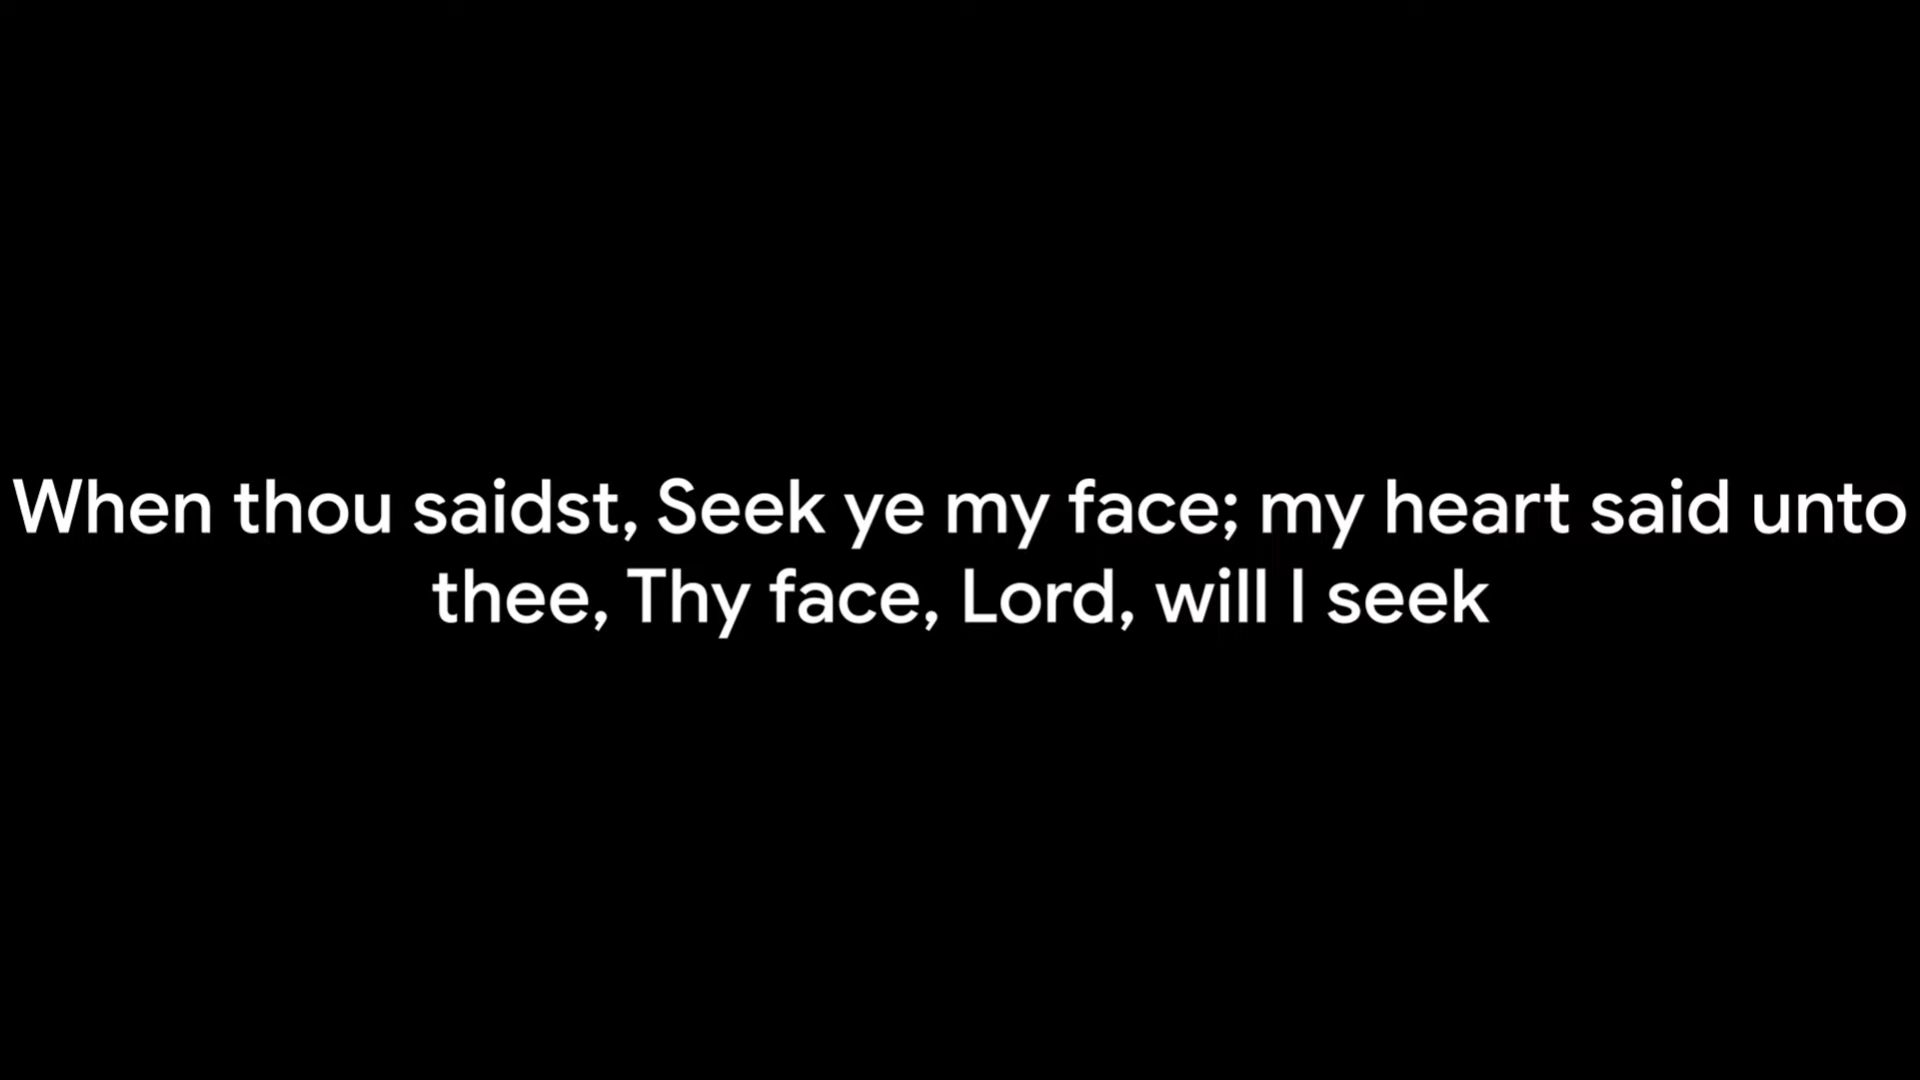 When thou saidst, Seek ye my face; my heart said unto
thee, Thy face, Lord, will I seek